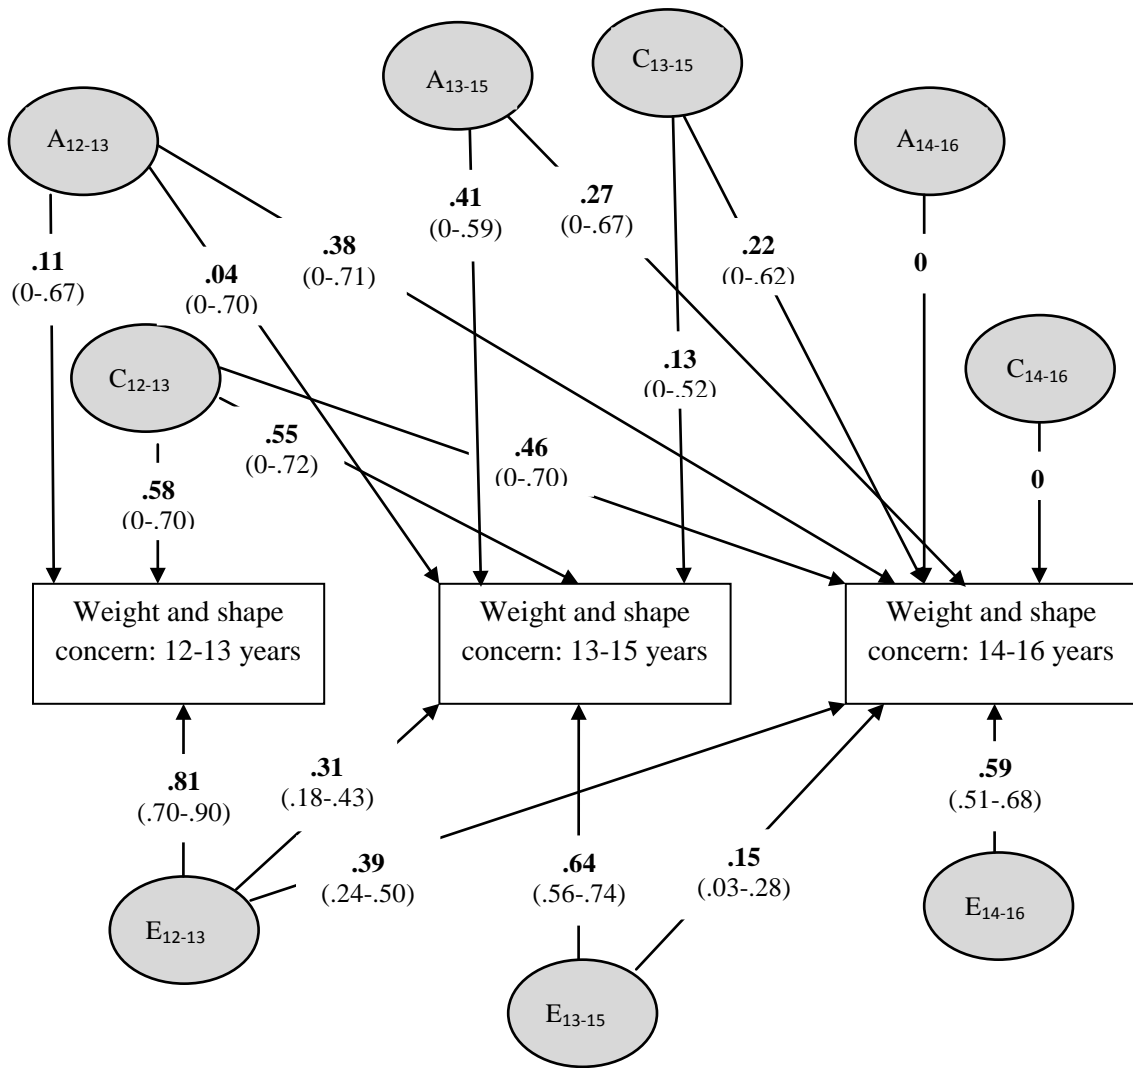 C13-15
A13-15
A12-13
A14-16
.41
(0-.59)
.27
(0-.67)
.38
(0-.71)
.22
(0-.62)
.11
(0-.67)
.04
(0-.70)
0
.13
(0-.52)
C12-13
C14-16
.55
(0-.72)
.46
(0-.70)
.58
(0-.70)
0
Weight and shape
concern: 12-13 years
Weight and shape
concern: 13-15 years
Weight and shape
concern: 14-16 years
.81
(.70-.90)
.31
(.18-.43)
.59
(.51-.68)
.39
(.24-.50)
.64
(.56-.74)
.15
(.03-.28)
E12-13
E14-16
E13-15